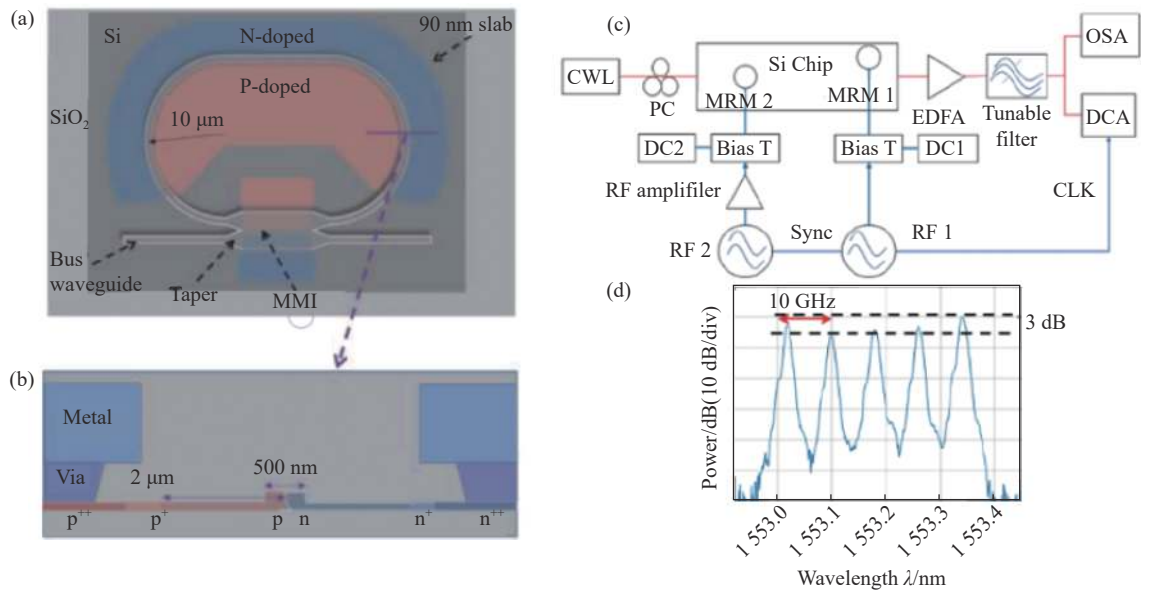 (a)
Si
N-doped
90 nm slab
P-doped
SiO₂
10 μm
Bus
waveguide
Taper
MMI
(b)
Metal
Via
2 μm
500 nm
p⁺⁺
p⁺
p
n
n⁺
n⁺⁺
(c)
CWL
PC
Si Chip
MRM 2
MRM 1
EDFA
Tunable
filter
OSA
DCA
DC2
Bias T
Bias T
DC1
RF amplifiler
CLK
RF 2
Sync
RF 1
(d)
10 GHz
3 dB
Power/dB(10 dB/div)
1 553.0
1 553.1
1 553.2
1 553.3
1 553.4
Wavelength λ/nm